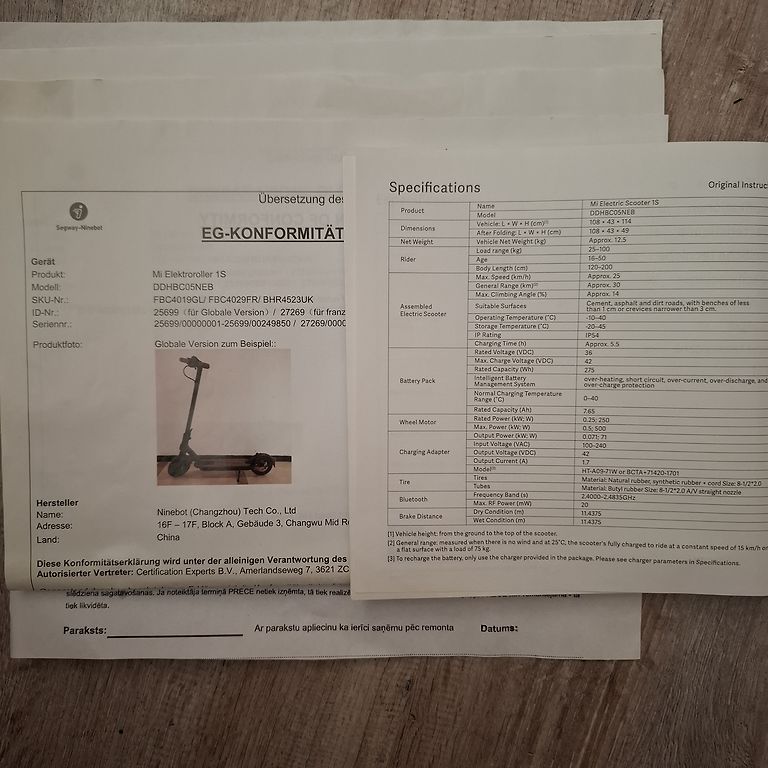 Segway-Ninebot
Übersetzung des
EG-KONFORMITÄT
Gerät
Produkt: Mi Elektroroller 1S
Modell: DDHBC05NEB
SKU-Nr.: FBC4019GL/ FBC4029FR/ BHR4523UK
ID-Nr.: 25699 (für Globale Version) / 27269 (für franz
Seriennr.: 25699/00000001-25699/00249850 / 27269/000
Produktfoto: Globale Version zum Beispiel::
Hersteller
Name: Ninebot (Changzhou) Tech Co., Ltd
Adresse: 16F – 17F, Block A, Gebäude 3, Changwu Mid R
Land: China
Diese Konformitätserklärung wird unter der alleinigen Verantwortung des
Autorisierter Vertreter: Certification Experts B.V., Amerlandseweg 7, 3621 ZC
slēdziena sagatavošanas. Ja noteiktāja termiņā PRECE netiek izņemta, tā tiek
tiek likvidēta.
Paraksts: Ar parakstu apliecinu ka ierīci saņēmu pēc remonta Datums:
Specifications Original Instruc
Product Name Mi Electric Scooter 1S
Model DDHBC05NEB
Dimensions Vehicle: L × W × H (cm)[1] 108 × 43 × 114
After Folding: L × W × H (cm) 108 × 43 × 49
Net Weight Vehicle Net Weight (kg) Approx. 12.5
Rider Load range (kg) 25–100
Age 16–50
Body Length (cm) 120–200
Assembled Electric Scooter Max. Speed (km/h) Approx. 25
General Range (km)[2] Approx. 30
Max. Climbing Angle (%) Approx. 14
Suitable Surfaces Cement, asphalt and dirt roads, with benches of less
than 1 cm or crevices narrower than 3 cm.
Operating Temperature (°C) -10–40
Storage Temperature (°C) -20–45
IP Rating IP54
Charging Time (h) Approx. 5.5
Battery Pack Rated Voltage (VDC) 36
Max. Charge Voltage (VDC) 42
Rated Capacity (Wh) 275
Intelligent Battery Management System over-heating, short circuit, over-current, over-discharge, and
over-charge protection
Normal Charging Temperature Range (°C) 0–40
Rated Capacity (Ah) 7.65
Wheel Motor Rated Power (kW; W) 0.25; 250
Max. Power (kW; W) 0.5; 500
Charging Adapter Output Power (kW; W) 0.071; 71
Input Voltage (VAC) 100–240
Output Voltage (VDC) 42
Output Current (A) 1.7
Model[3] HT-A09-71W or BCTA+71420-1701
Tire Tires Material: Natural rubber, synthetic rubber + cord Size: 8-1/2*2.0
Tubes Material: Butyl rubber Size: 8-1/2*2.0 A/V straight nozzle
Bluetooth Frequency Band (s) 2.4000-2.4835GHz
Max. RF Power (mW) 20
Brake Distance Dry Condition (m) 11.4375
Wet Condition (m) 11.4375
[1] Vehicle height: from the ground to the top of the scooter.
[2] General range: measured when there is no wind and at 25°C, the scooter's fully charged to ride at a constant speed of 15 km/h on
a flat surface with a load of 75 kg.
[3] To recharge the battery, only use the charger provided in the package. Please see charger parameters in Specifications.